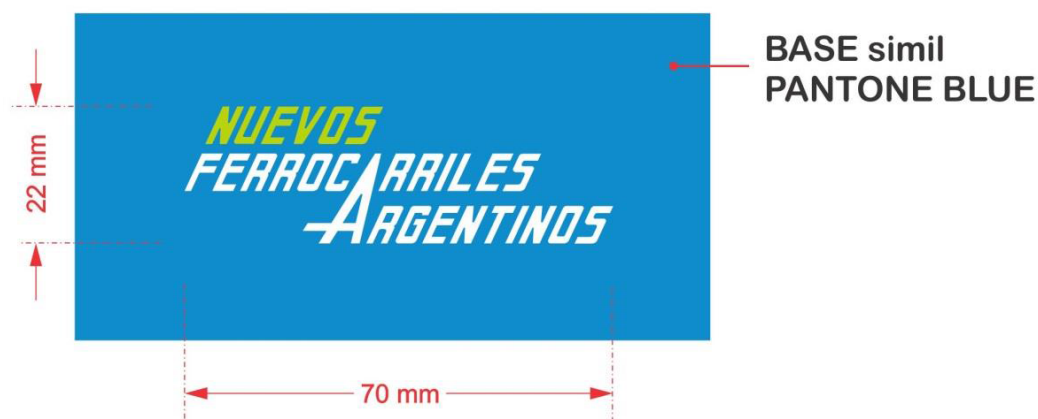 BASE simil
PANTONE BLUE
NUEVOS
FERROCARRILES
ARGENTINOS
22 mm
70 mm